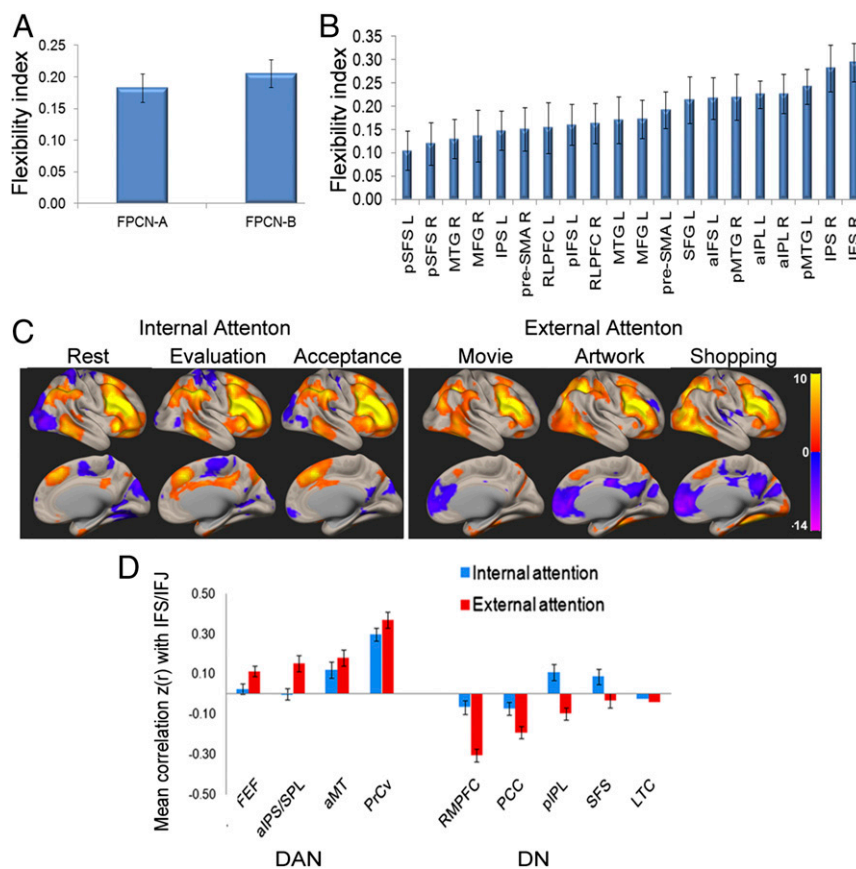 A
Flexibility index
0.25
0.20
0.15
0.10
0.05
0.00
FPCN-A
FPCN-B
B
Flexibility index
0.35
0.30
0.25
0.20
0.15
0.10
0.05
0.00
pSFS L
pSFS R
MTG R
MFG R
IPS L
pre-SMA R
RLPFC L
pIFS L
RLPFC R
MTG L
MFG L
pre-SMA L
SFG L
aIFS L
pMTG R
aIPL L
aIPL R
pMTG L
IPS R
IFS R
C
Internal Attenton
External Attenton
Rest
Evaluation
Acceptance
Movie
Artwork
Shopping
10
0
-14
D
Mean correlation z(r) with IFS/IFJ
0.50
0.30
0.10
-0.10
-0.30
-0.50
Internal attention
External attention
FEF
aIPS/SPL
aMT
PrCv
RMPFC
PCC
pIPL
SFS
LTC
DAN
DN